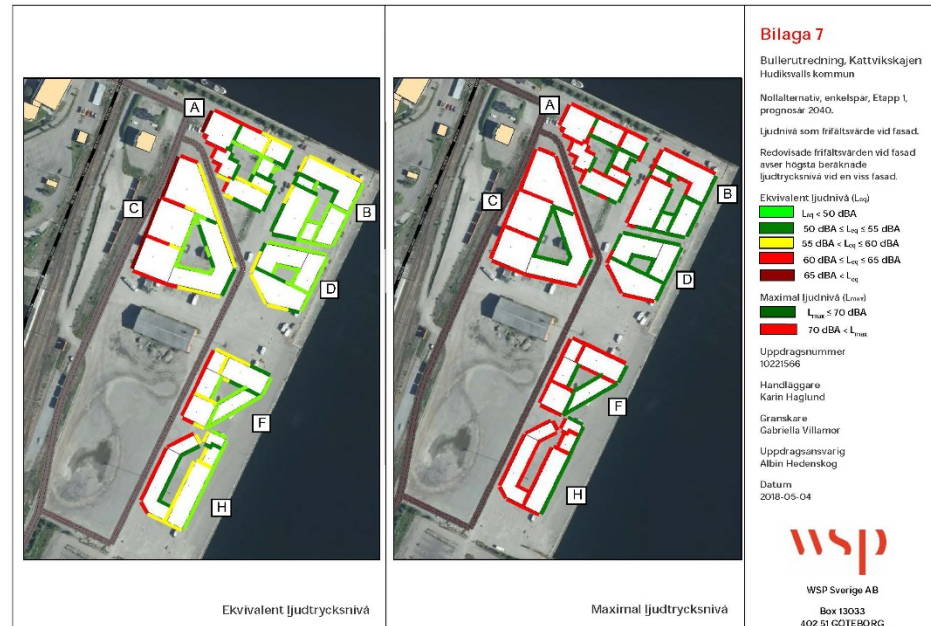 A
B
C
D
F
H
Ekvivalent ljudtrycksnivå
A
B
C
D
F
H
Maximal ljudtrycksnivå
Bilaga 7
Bullerutredning, Kattvikskajen
Hudiksvalls kommun
Nollalternativ, enkelspår, Etapp 1,
prognosår 2040.
Ljudnivå som frifältsvärde vid fasad.
Redovisade frifältsvärden vid fasad
avser högsta beräknade
ljudtrycksnivå vid en viss fasad.
Ekvivalent ljudnivå (Leq)
Leq < 50 dBA
50 dBA ≤ Leq ≤ 55 dBA
55 dBA < Leq ≤ 60 dBA
60 dBA ≤ Leq ≤ 65 dBA
65 dBA < Leq
Maximal ljudnivå (Lmax)
Lmax ≤ 70 dBA
70 dBA < Lmax
Uppdragsnummer
10221566
Handläggare
Karin Haglund
Granskare
Gabriella Villamor
Uppdragsansvarig
Albin Hedenskog
Datum
2018-05-04
wsp
WSP Sverige AB
Box 13033
402 51 GÖTEBORG